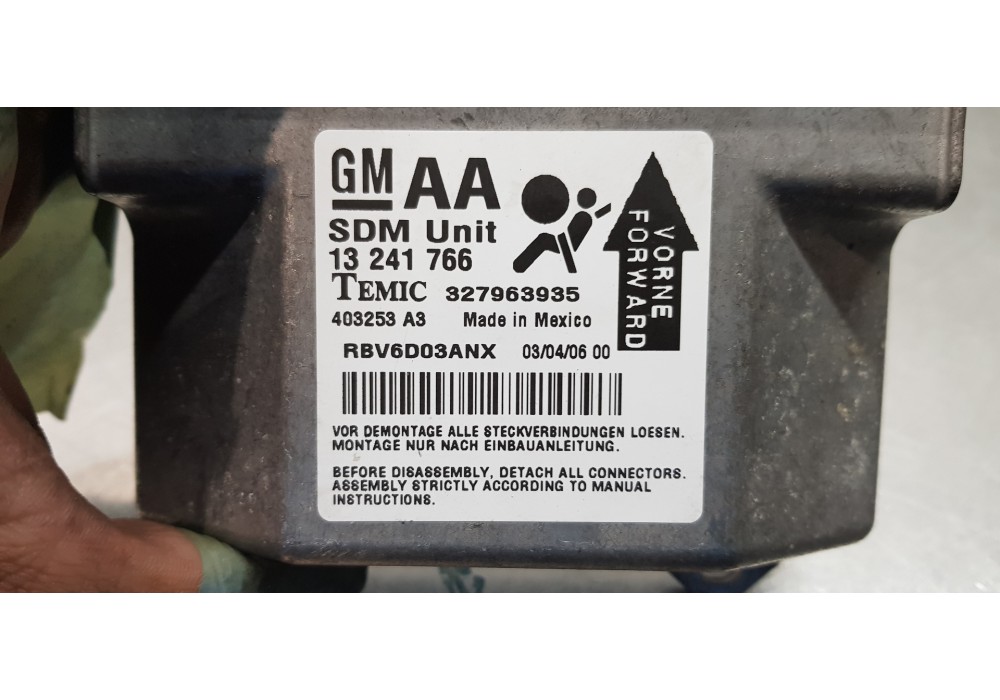 GM AA
SDM Unit
13 241 766
TEMIC 327963935
403253 A3 Made in Mexico
RBV6D03ANX 03/04/06 00
VORNE
FORWARD
VOR DEMONTAGE ALLE STECKVERBINDUNGEN LOESEN.
MONTAGE NUR NACH EINBAUANLEITUNG.
BEFORE DISASSEMBLY, DETACH ALL CONNECTORS.
ASSEMBLY STRICTLY ACCORDING TO MANUAL
INSTRUCTIONS.